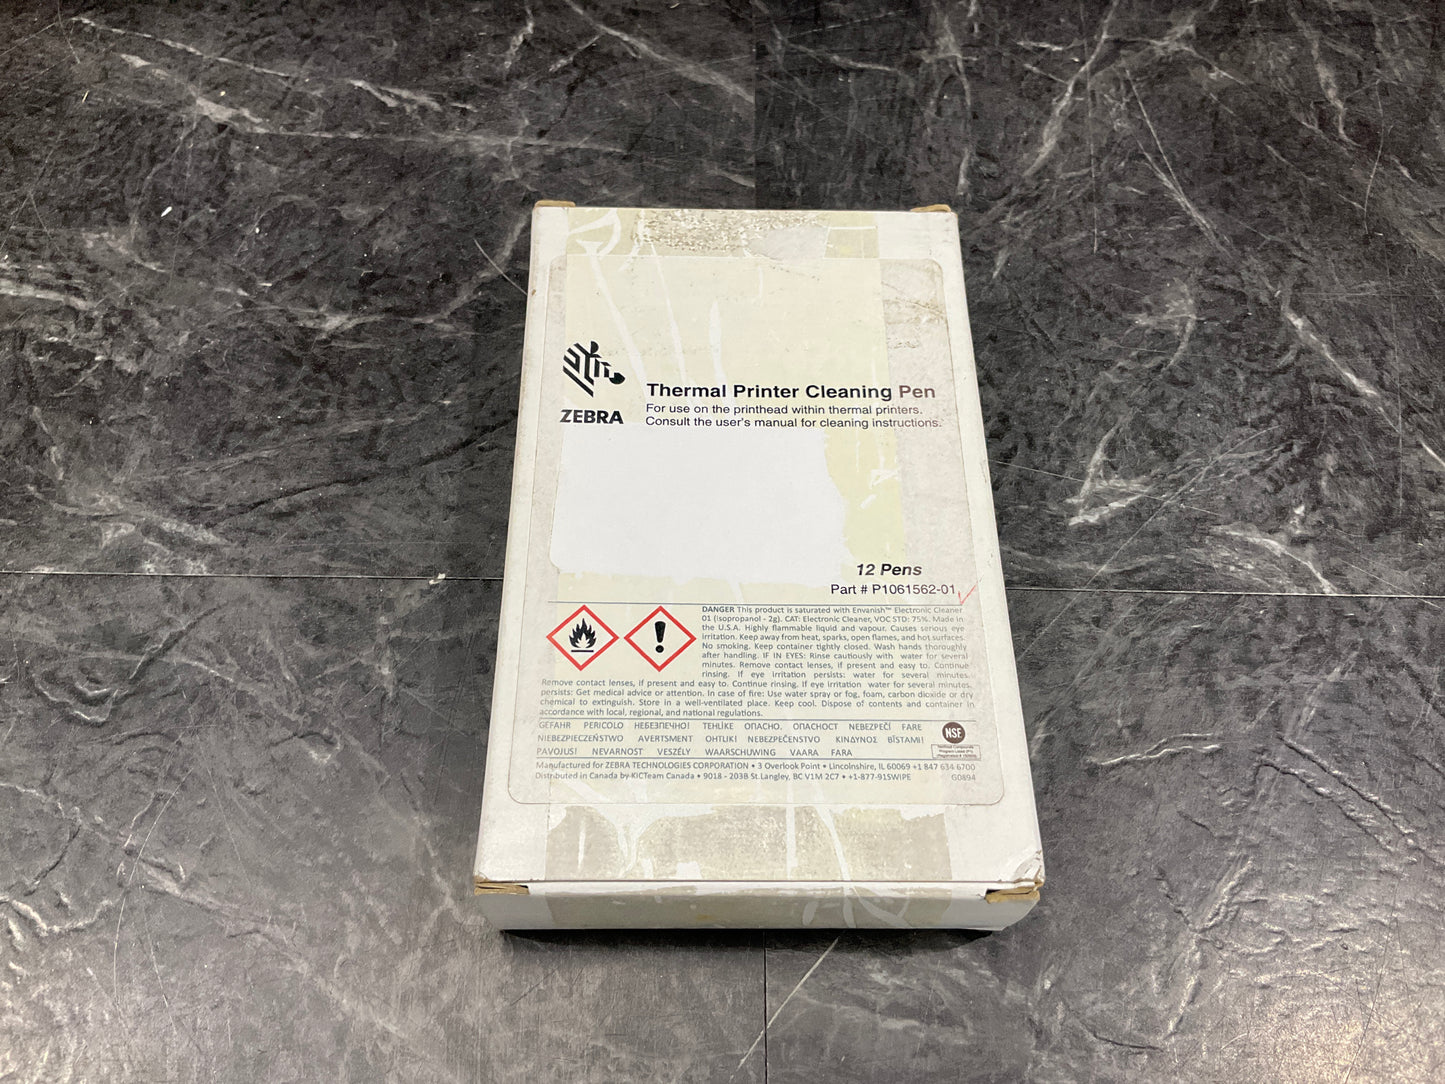 ZEBRA
Thermal Printer Cleaning Pen
For use on the printhead within thermal printers.
Consult the user's manual for cleaning instructions.
12 Pens
Part # P1061562-01
DANGER This product is saturated with Envanish™ Electronic Cleaner
01 (Isopropanol - 2g). CAT: Electronic Cleaner, VOC STD: 75%. Made in
the U.S.A. Highly flammable liquid and vapour. Causes serious eye
irritation. Keep away from heat, sparks, open flames, and hot surfaces.
No smoking. Keep container tightly closed. Wash hands thoroughly
after handling. IF IN EYES: Rinse cautiously with water for several
minutes. Remove contact lenses, if present and easy to. Continue
rinsing. If eye irritation persists: water for several minutes.
Remove contact lenses, if present and easy to. Continue rinsing. If eye irritation water for several minutes.
persists: Get medical advice or attention. In case of fire: Use water spray or fog, foam, carbon dioxide or dry
chemical to extinguish. Store in a well-ventilated place. Keep cool. Dispose of contents and container in
accordance with local, regional, and national regulations.
GEFAHR PERICOLO НЕБЕЗПЕЧНО! TEHLİKE ОПАСНО. ОПАСНОСТ NEBEZPEČÍ FARE
NIEBEZPIECZEŃSTWO AVERTSMENT OHTLIK! NEBEZPEČENSTVO ΚΙΝΔΥΝΟΣ BĪSTAMI!
PAVOJUS! NEVARNOST VESZÉLY WAARSCHUWING VAARA FARA
NSF
Nonfood Compounds
Manufactured for ZEBRA TECHNOLOGIES CORPORATION • 3 Overlook Point • Lincolnshire, IL 60069 +1 847 634 6700
Distributed in Canada by KICTeam Canada • 9018 - 203B St.Langley, BC V1M 2C7 • +1-877-91SWIPE G0894